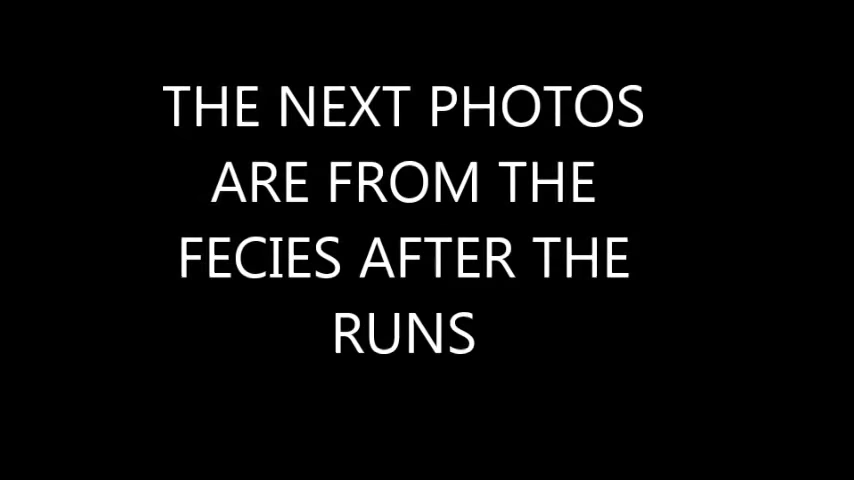 THE NEXT PHOTOS
ARE FROM THE
FECIES AFTER THE
RUNS